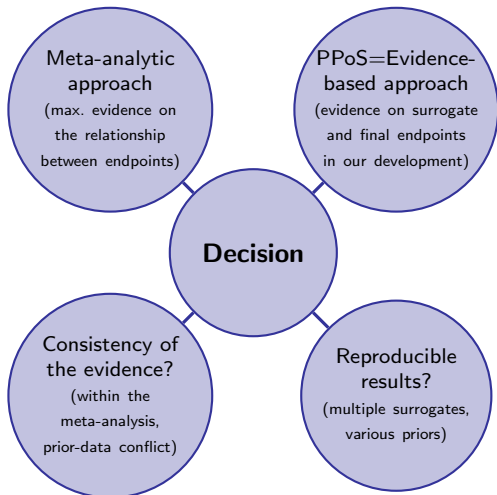 Meta-analytic
approach
(max. evidence on
the relationship
between endpoints)
PPoS=Evidence-
based approach
(evidence on surrogate
and final endpoints
in our development)
Decision
Consistency of
the evidence?
(within the
meta-analysis,
prior-data conflict)
Reproducible
results?
(multiple surrogates,
various priors)